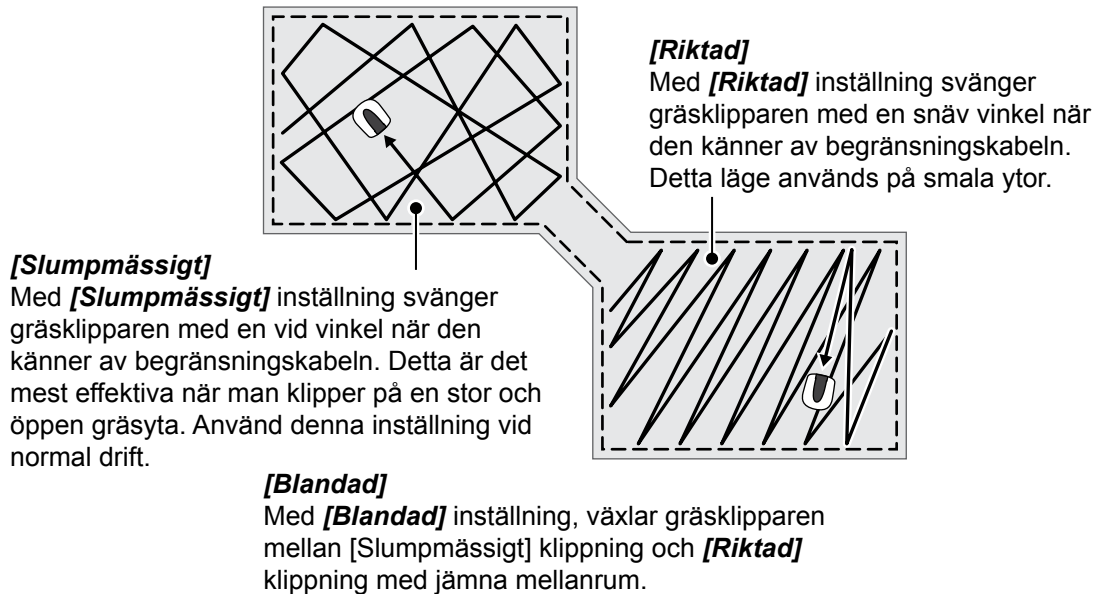 [Riktad]
Med [Riktad] inställning svänger
gräsklipparen med en snäv vinkel när
den känner av begränsningskabeln.
Detta läge används på smala ytor.
[Slumpmässigt]
Med [Slumpmässigt] inställning svänger
gräsklipparen med en vid vinkel när den
känner av begränsningskabeln. Detta är det
mest effektiva när man klipper på en stor och
öppen gräsyta. Använd denna inställning vid
normal drift.
[Blandad]
Med [Blandad] inställning, växlar gräsklipparen
mellan [Slumpmässigt] klippning och [Riktad]
klippning med jämna mellanrum.